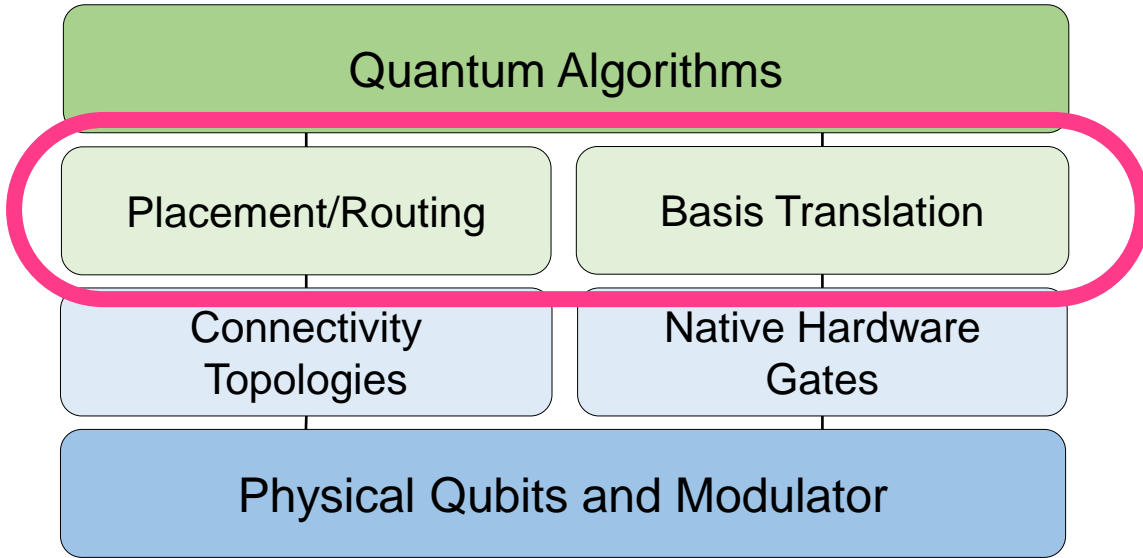 Quantum Algorithms
Placement/Routing
Basis Translation
Connectivity
Topologies
Native Hardware
Gates
Physical Qubits and Modulator